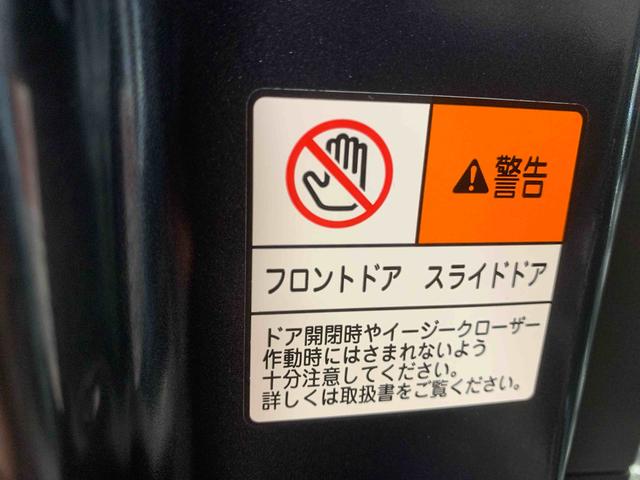 警告
フロントドア スライドドア
ドア開閉時やイージークローザー
作動時にはさまれないよう
十分注意してください。
詳しくは取扱書をご覧ください。